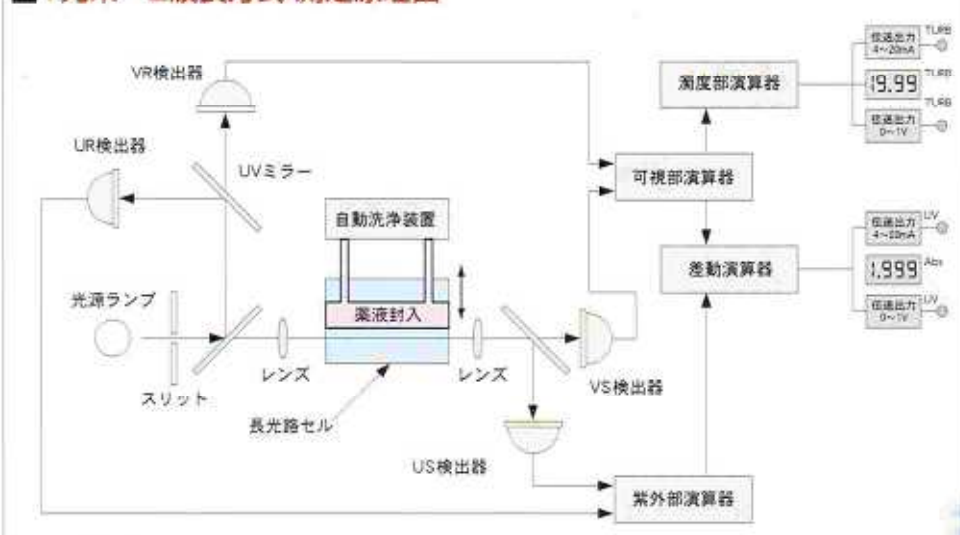 VR検出器
UR検出器
UVミラー
自動洗浄装置
薬液封入
光源ランプ
スリット
レンズ
レンズ
長光路セル
VS検出器
US検出器
濁度部演算器
可視部演算器
差動演算器
紫外部演算器
伝送出力
4~20mA
TURB
19.99
TURB
伝送出力
0~1V
TURB
伝送出力
4~20mA
UV
1.999
Abs
伝送出力
0~1V
UV